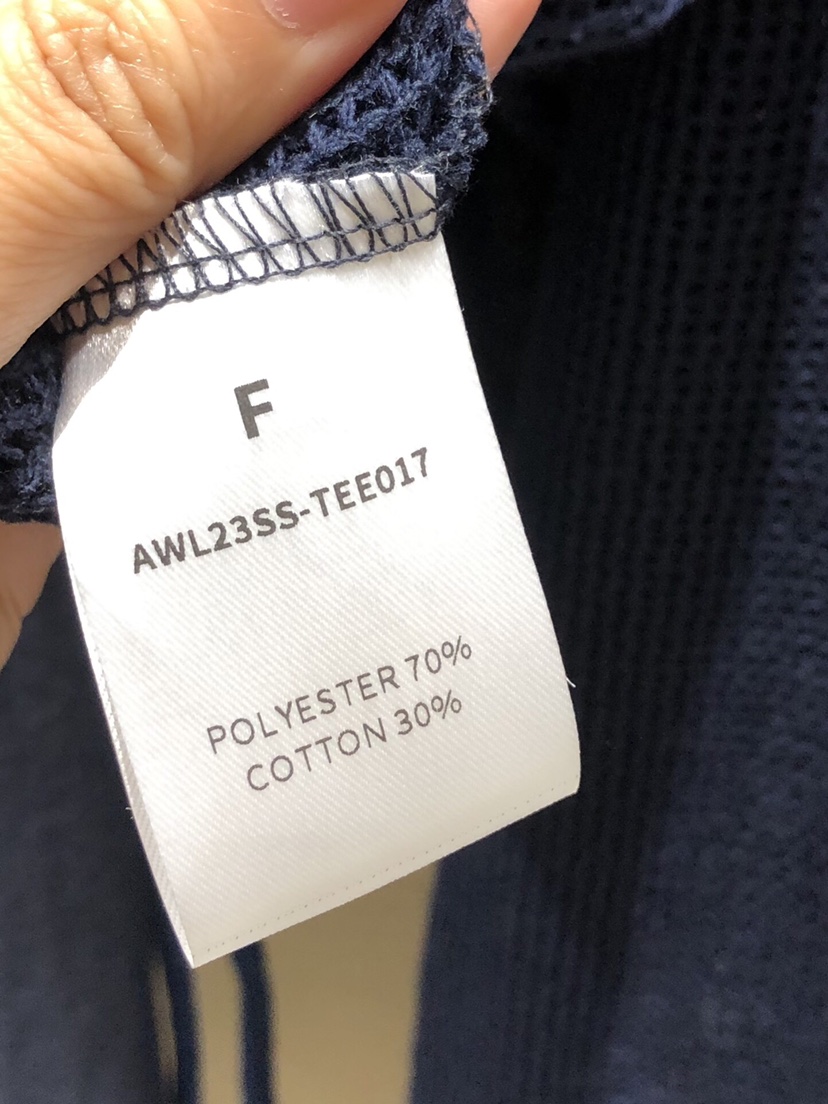 F
AWL23SS-TEE017
POLYESTER 70%
COTTON 30%